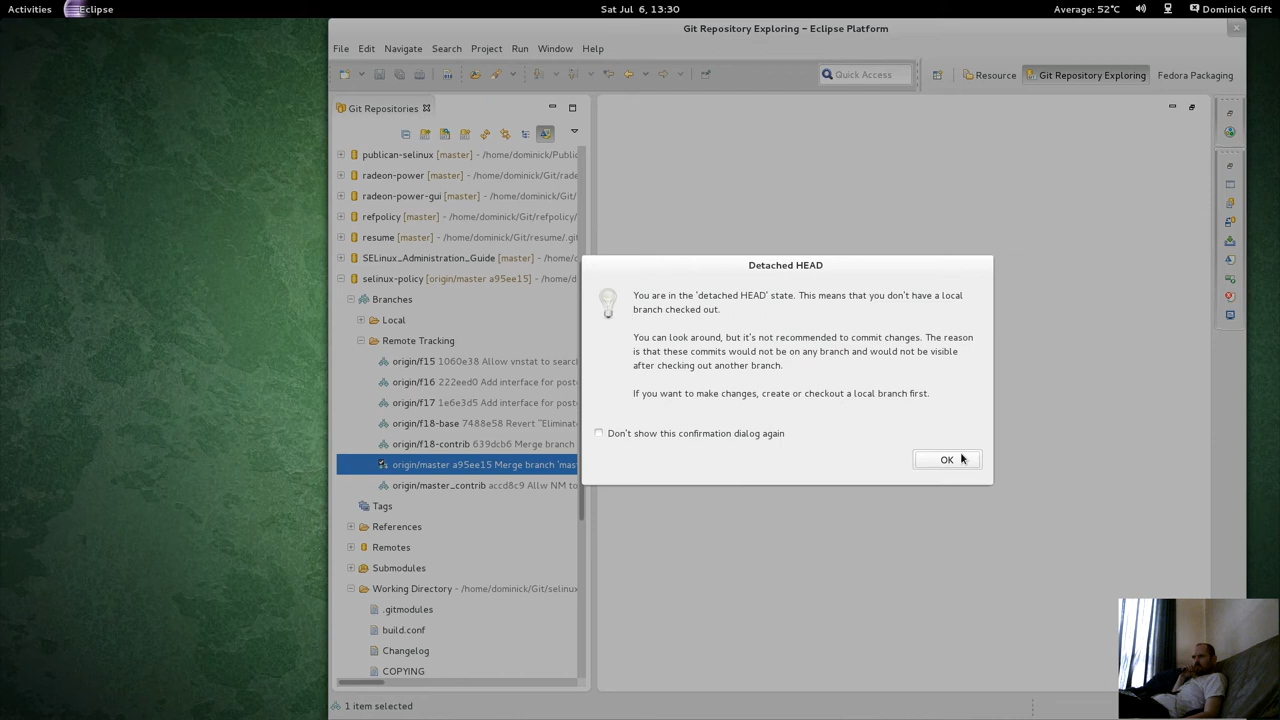 Activities Eclipse Sat Jul 6, 13:30 Average: 52°C Dominick Grift
Git Repository Exploring – Eclipse Platform
File Edit Navigate Search Project Run Window Help
Quick Access Resource Git Repository Exploring Fedora Packaging
Git Repositories
publican-selinux [master] - /home/dominick/Public
radeon-power [master] - /home/dominick/Git/rade
radeon-power-gui [master] - /home/dominick/Git/
refpolicy [master] - /home/dominick/Git/refpolicy/
resume [master] - /home/dominick/Git/resume/.git
SELinux_Administration_Guide [master] - /home/d
selinux-policy [origin/master a95ee15] - /home/d
Branches
Local
Remote Tracking
origin/f15 1060e38 Allow vnstat to search
origin/f16 222eed0 Add interface for post
origin/f17 1e6e3d5 Add interface for post
origin/f18-base 7488e58 Revert "Elimina
origin/f18-contrib 639dcb6 Merge branch
origin/master a95ee15 Merge branch 'mas
origin/master_contrib accd8c9 Allw NM to
Tags
References
Remotes
Submodules
Working Directory - /home/dominick/Git/selinux
.gitmodules
build.conf
Changelog
COPYING
1 item selected
Detached HEAD
You are in the 'detached HEAD' state. This means that you don't have a local
branch checked out.
You can look around, but it's not recommended to commit changes. The reason
is that these commits would not be on any branch and would not be visible
after checking out another branch.
If you want to make changes, create or checkout a local branch first.
Don't show this confirmation dialog again
OK